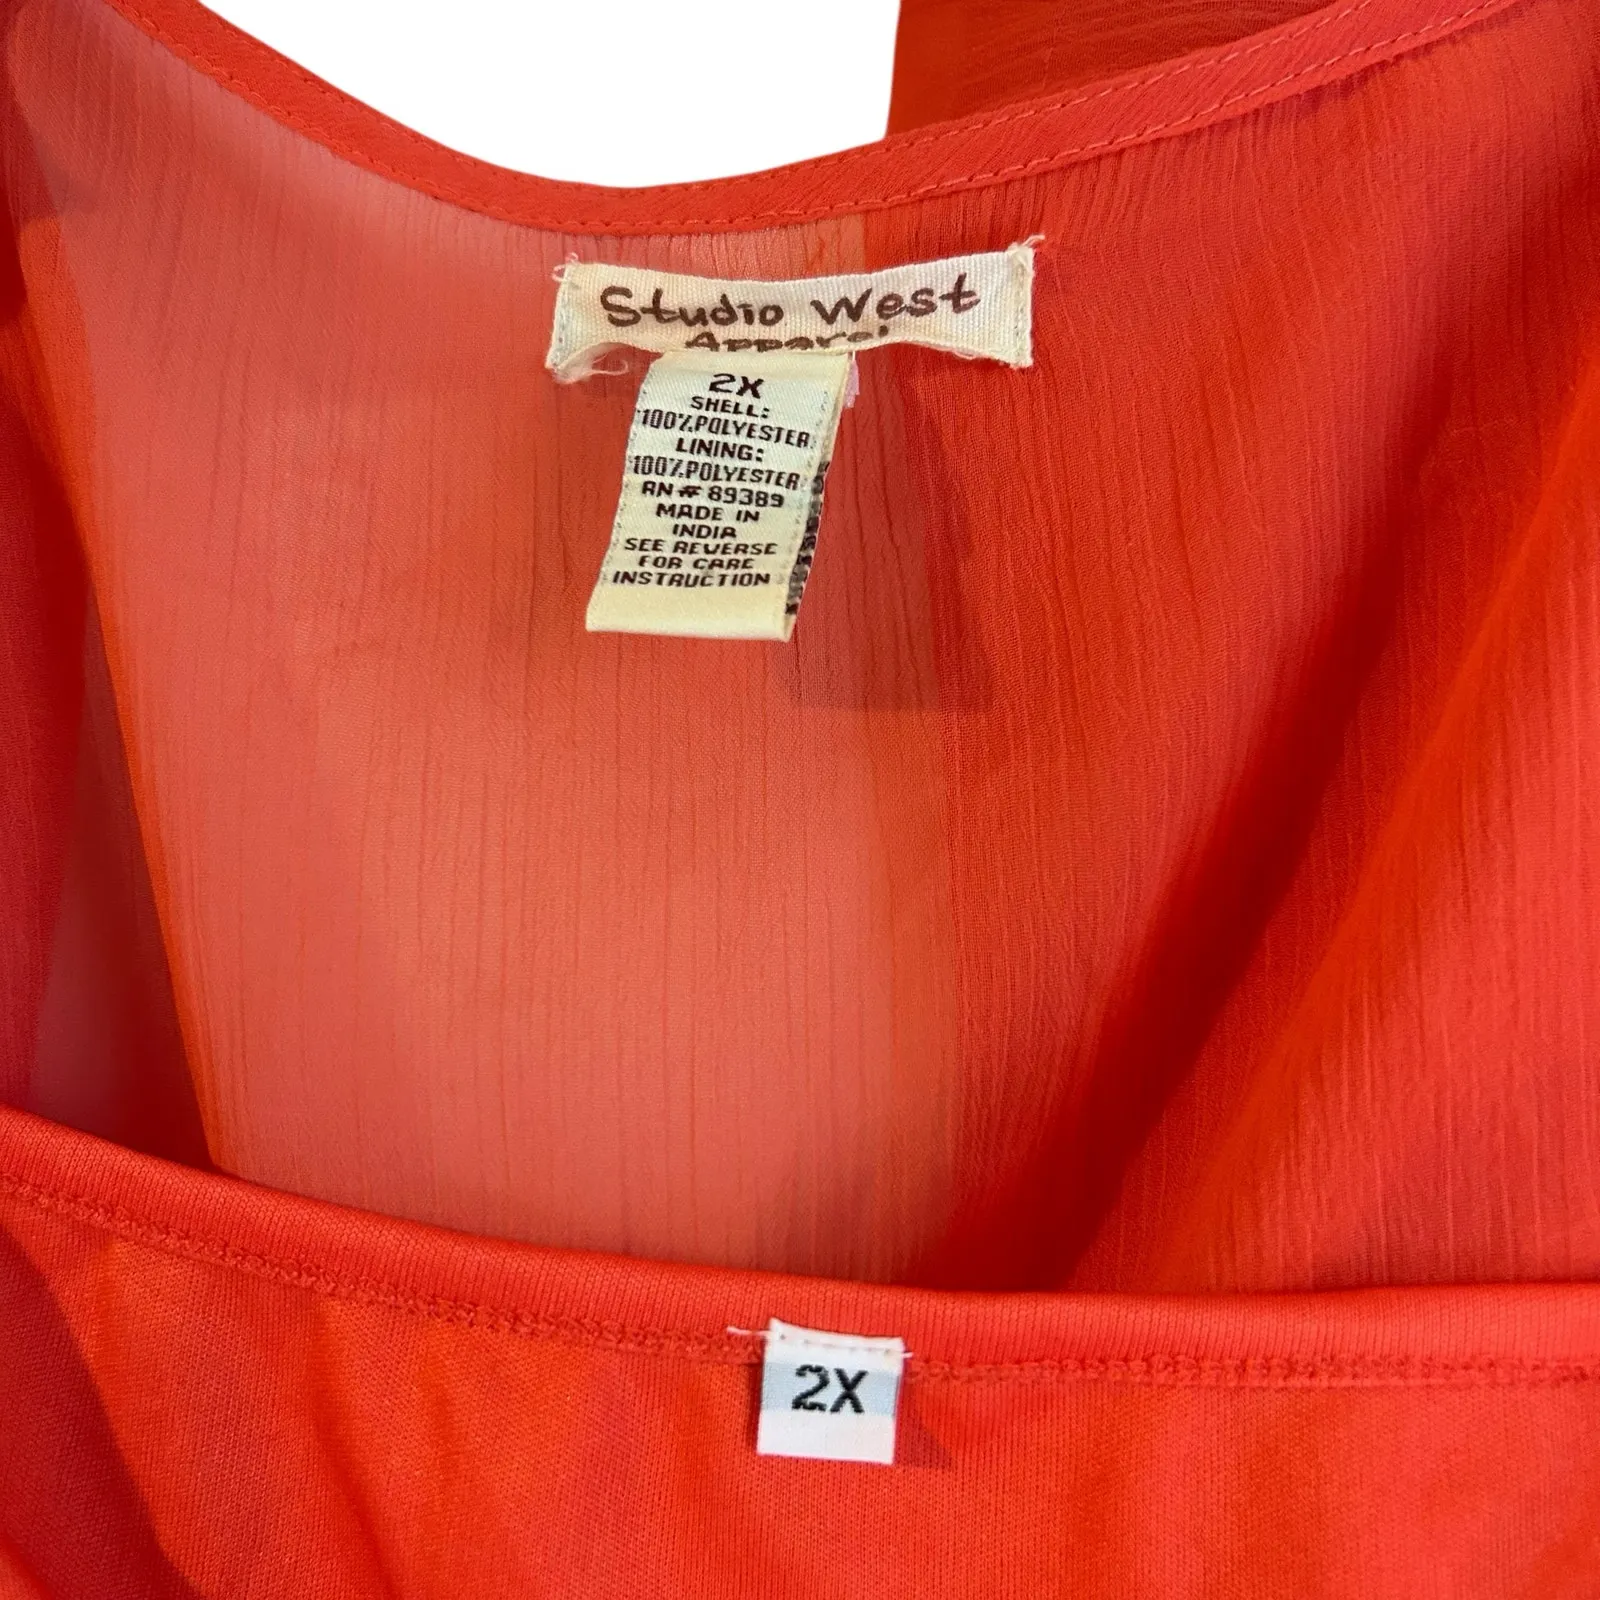 Studio West
Apparel
2X
SHELL:
100%POLYESTER
LINING:
100%POLYESTER
RN# 89389
MADE IN
INDIA
SEE REVERSE
FOR CARE
INSTRUCTION
2X